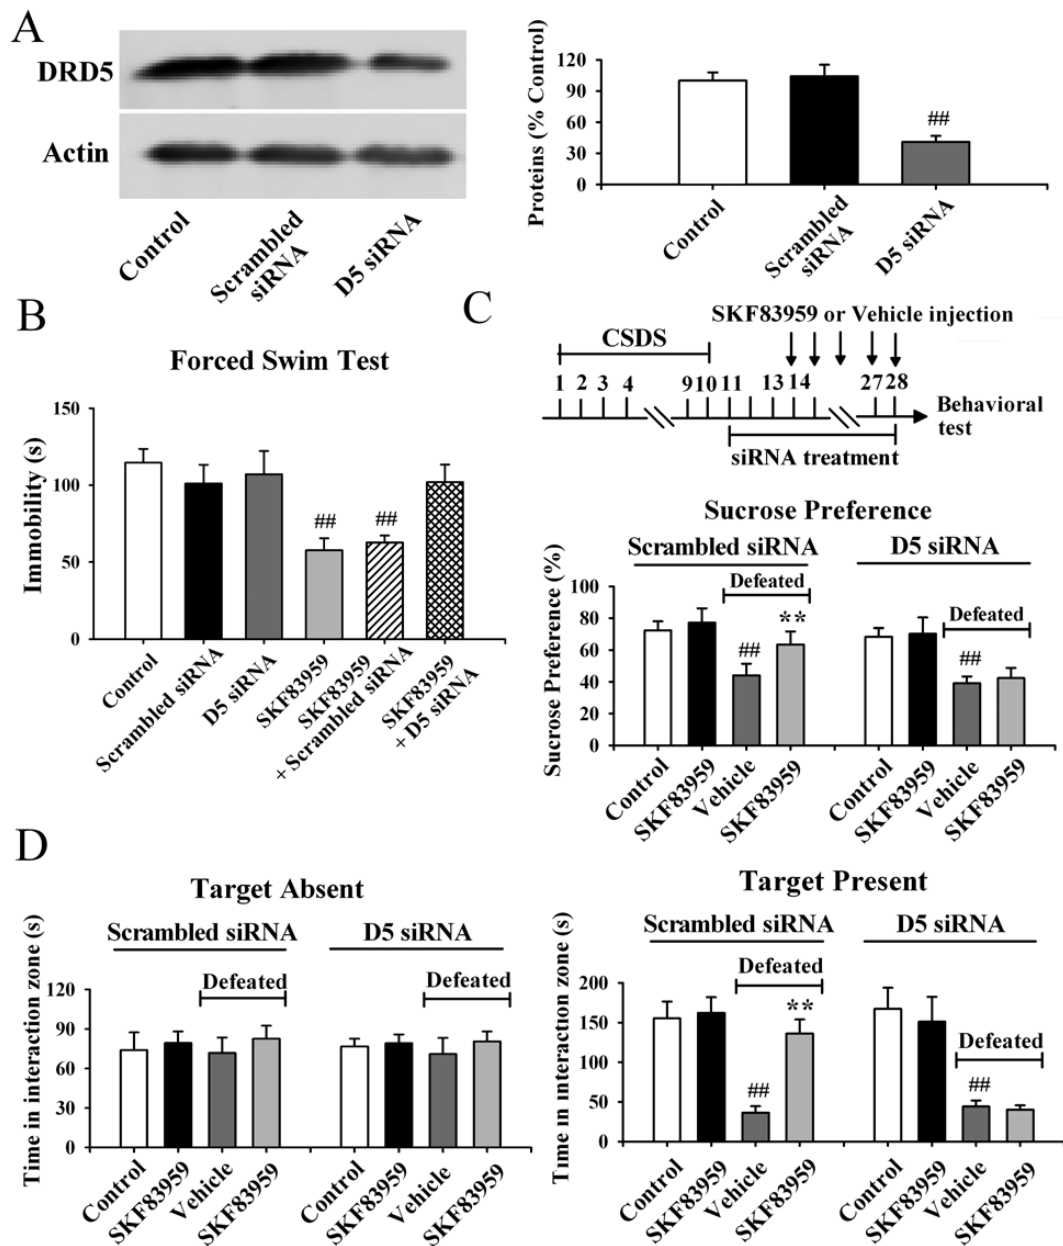 A
DRD5
Actin
Control
Scrambled
siRNA
D5 siRNA
Proteins (% Control)
120
90
60
30
0
##
Control
Scrambled
siRNA
D5 siRNA
B
Forced Swim Test
Immobility (s)
150
100
50
0
##
##
Control
Scrambled siRNA
D5 siRNA
SKF83959
SKF83959
+ Scrambled siRNA
SKF83959
+ D5 siRNA
C
SKF83959 or Vehicle injection
CSDS
1 2 3 4 9 10 11 13 14 27 28
Behavioral
test
siRNA treatment
Sucrose Preference
Scrambled siRNA
D5 siRNA
Defeated
Defeated
Sucrose Preference (%)
100
80
60
40
20
0
##
**
##
Control
SKF83959
Vehicle
SKF83959
Control
SKF83959
Vehicle
SKF83959
D
Target Absent
Scrambled siRNA
D5 siRNA
Defeated
Defeated
Time in interaction zone (s)
120
90
60
30
0
Control
SKF83959
Vehicle
SKF83959
Control
SKF83959
Vehicle
SKF83959
Target Present
Scrambled siRNA
D5 siRNA
Defeated
Defeated
Time in interaction zone (s)
200
150
100
50
0
##
**
##
Control
SKF83959
Vehicle
SKF83959
Control
SKF83959
Vehicle
SKF83959